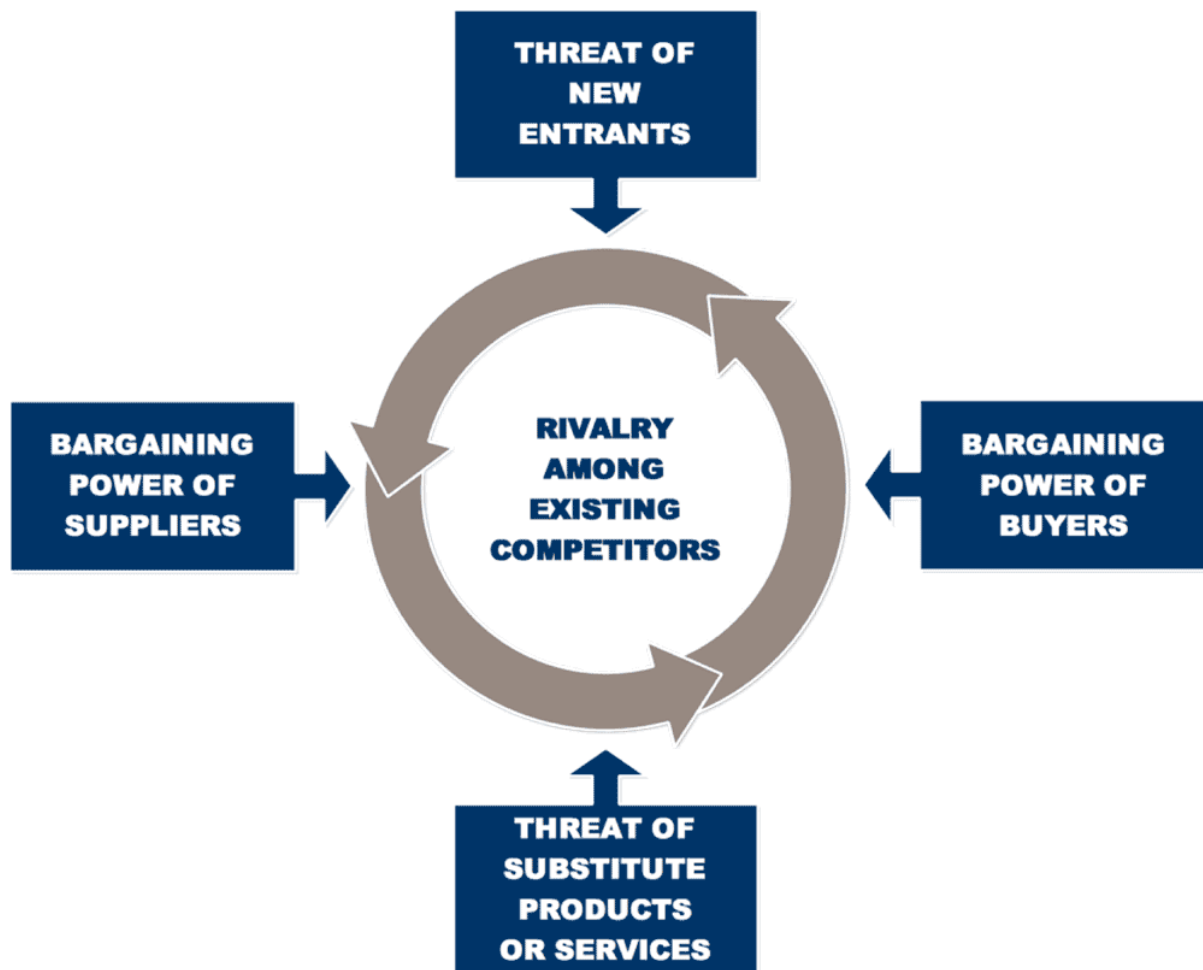 THREAT OF
NEW
ENTRANTS
BARGAINING
POWER OF
SUPPLIERS
RIVALRY
AMONG
EXISTING
COMPETITORS
BARGAINING
POWER OF
BUYERS
THREAT OF
SUBSTITUTE
PRODUCTS
OR SERVICES